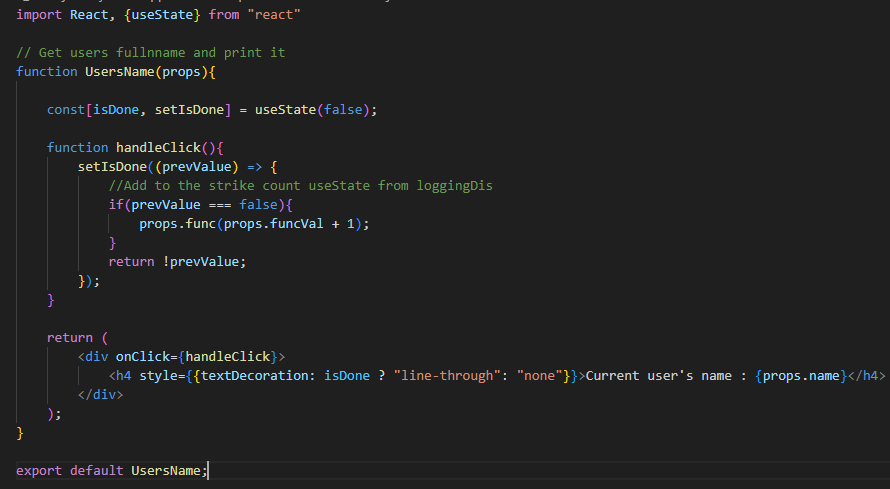 import React, {useState} from "react"
// Get users fullnname and print it
function UsersName(props){
const[isDone, setIsDone] = useState(false);
function handleClick(){
setIsDone((prevValue) => {
//Add to the strike count useState from loggingDis
if(prevValue === false){
props.func(props.funcVal + 1);
}
return !prevValue;
});
}
return (
<div onClick={handleClick}>
<h4 style={{textDecoration: isDone ? "line-through": "none"}}>Current user's name : {props.name}</h4>
</div>
);
}
export default UsersName;